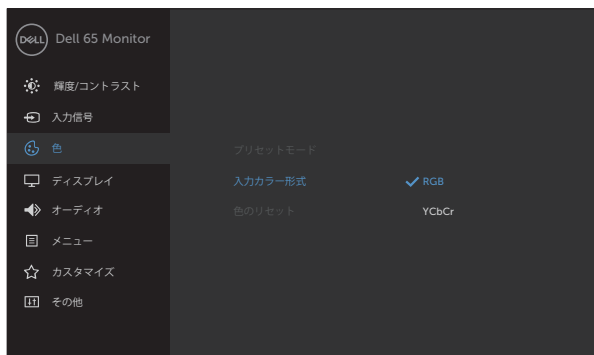 DELL
Dell 65 Monitor
輝度/コントラスト
入力信号
色
プリセットモード
ディスプレイ
入力カラー形式
RGB
オーディオ
色のリセット
YCbCr
メニュー
カスタマイズ
その他